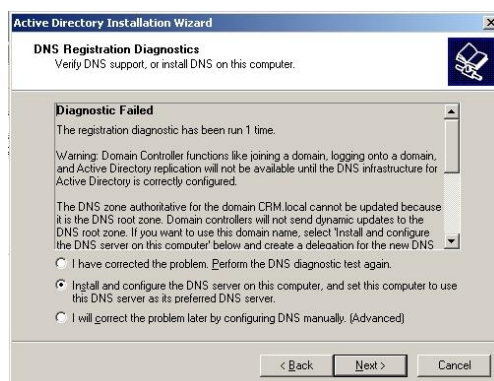 Active Directory Installation Wizard
DNS Registration Diagnostics
Verify DNS support, or install DNS on this computer.
Diagnostic Failed
The registration diagnostic has been run 1 time.
Warning: Domain Controller functions like joining a domain, logging onto a domain,
and Active Directory replication will not be available until the DNS infrastructure for
Active Directory is correctly configured.
The DNS zone authoritative for the domain CRM.local cannot be updated because
it is the DNS root zone. Domain controllers will not send dynamic updates to the
DNS root zone. If you want to use this domain name, select 'Install and configure
the DNS server on this computer' below and create a delegation for the new DNS
I have corrected the problem. Perform the DNS diagnostic test again.
Install and configure the DNS server on this computer, and set this computer to use
this DNS server as its preferred DNS server.
I will correct the problem later by configuring DNS manually. (Advanced)
< Back Next > Cancel